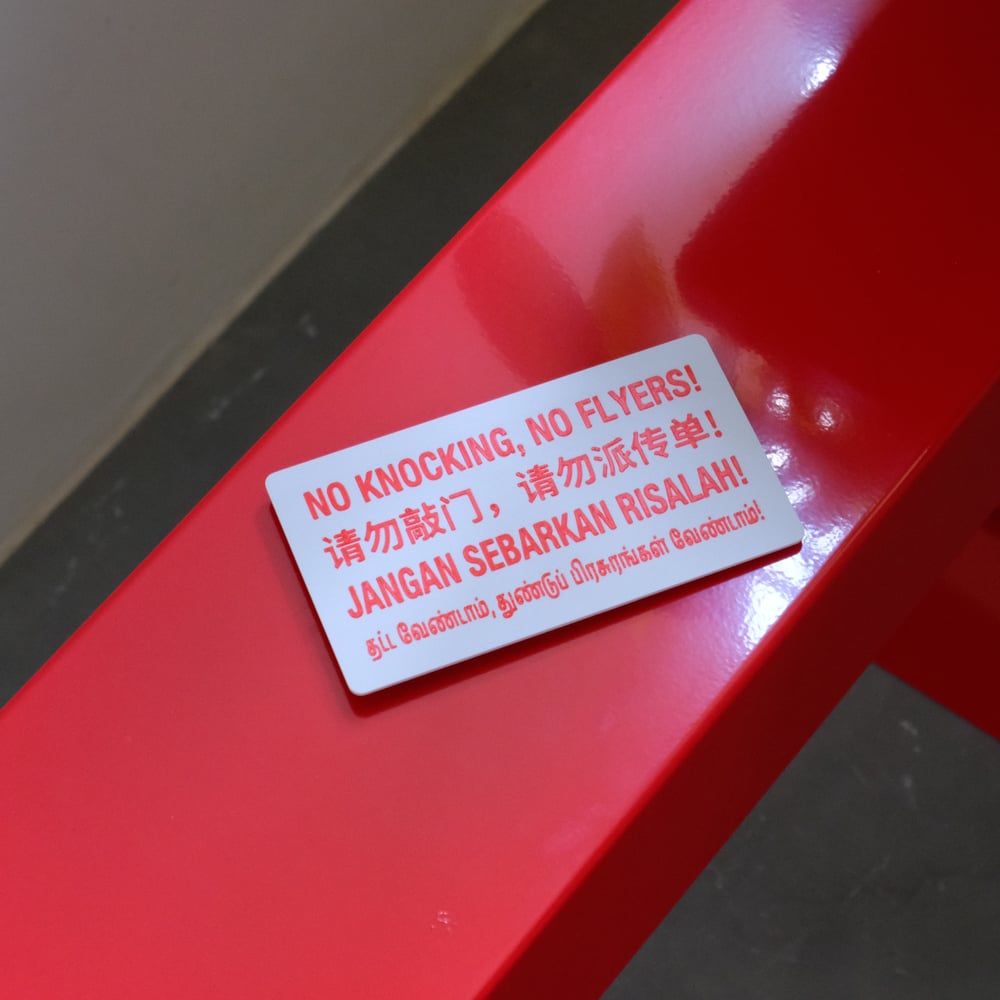 NO KNOCKING, NO FLYERS!
请勿敲门，请勿派传单!
JANGAN SEBARKAN RISALAH!
தட்ட வேண்டாம், துண்டுப் பிரசுரங்கள் வேண்டாம்!